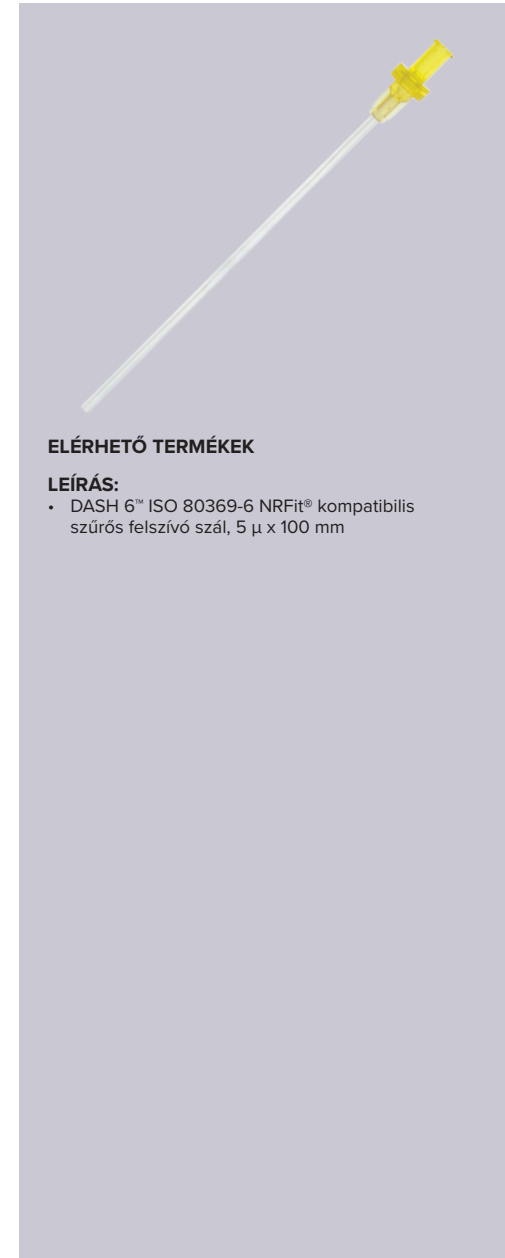 ELÉRHETŐ TERMÉKEK
LEÍRÁS:
• DASH 6™ ISO 80369-6 NRFit® kompatibilis
szűrős felszívó szál, 5 µ x 100 mm